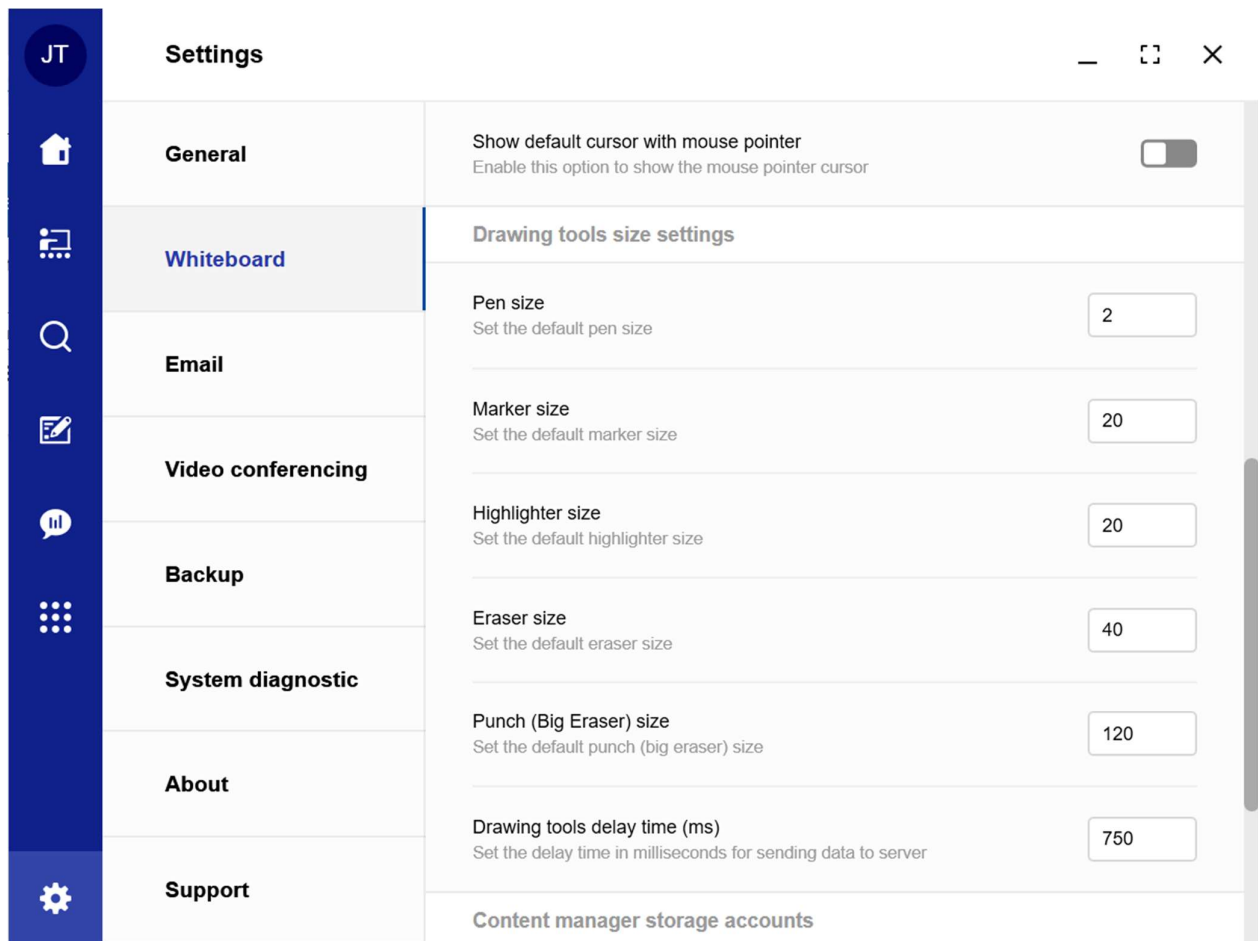 JT
Settings
General
Whiteboard
Email
Video conferencing
Backup
System diagnostic
About
Support
Show default cursor with mouse pointer
Enable this option to show the mouse pointer cursor
Drawing tools size settings
Pen size
Set the default pen size
2
Marker size
Set the default marker size
20
Highlighter size
Set the default highlighter size
20
Eraser size
Set the default eraser size
40
Punch (Big Eraser) size
Set the default punch (big eraser) size
120
Drawing tools delay time (ms)
Set the delay time in milliseconds for sending data to server
750
Content manager storage accounts